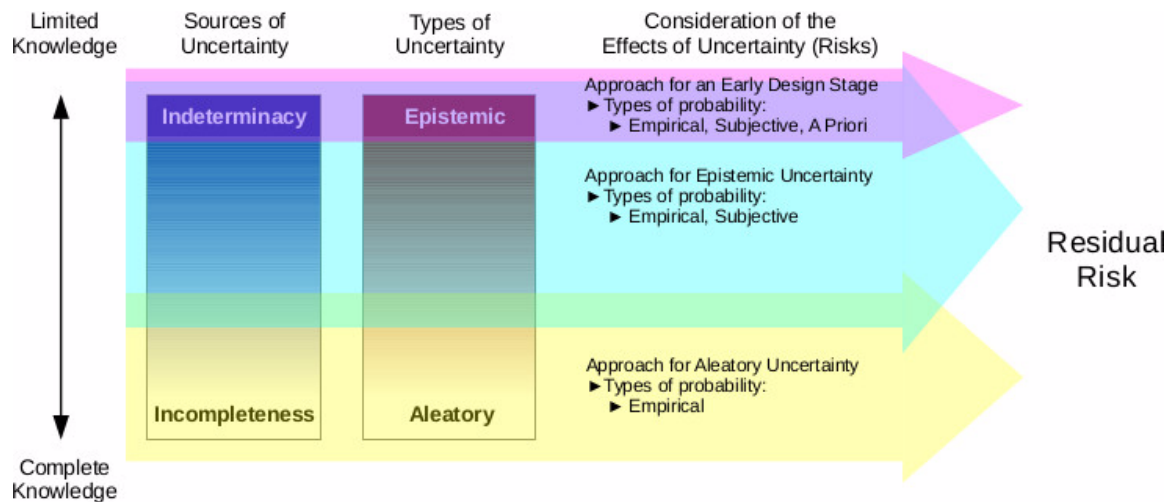 Limited
Knowledge
Sources of
Uncertainty
Types of
Uncertainty
Consideration of the
Effects of Uncertainty (Risks)
Indeterminacy
Epistemic
Approach for an Early Design Stage
►Types of probability:
► Empirical, Subjective, A Priori
Approach for Epistemic Uncertainty
►Types of probability:
► Empirical, Subjective
Residual
Risk
Approach for Aleatory Uncertainty
►Types of probability:
► Empirical
Incompleteness
Aleatory
Complete
Knowledge